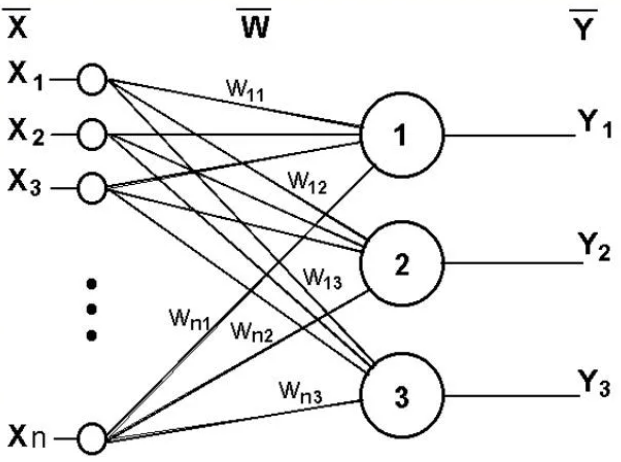 X W Y
X1 W11 1 Y1
X2
X3 W12
2 Y2
W13
Wn1 Wn2
Wn3 3 Y3
Xn